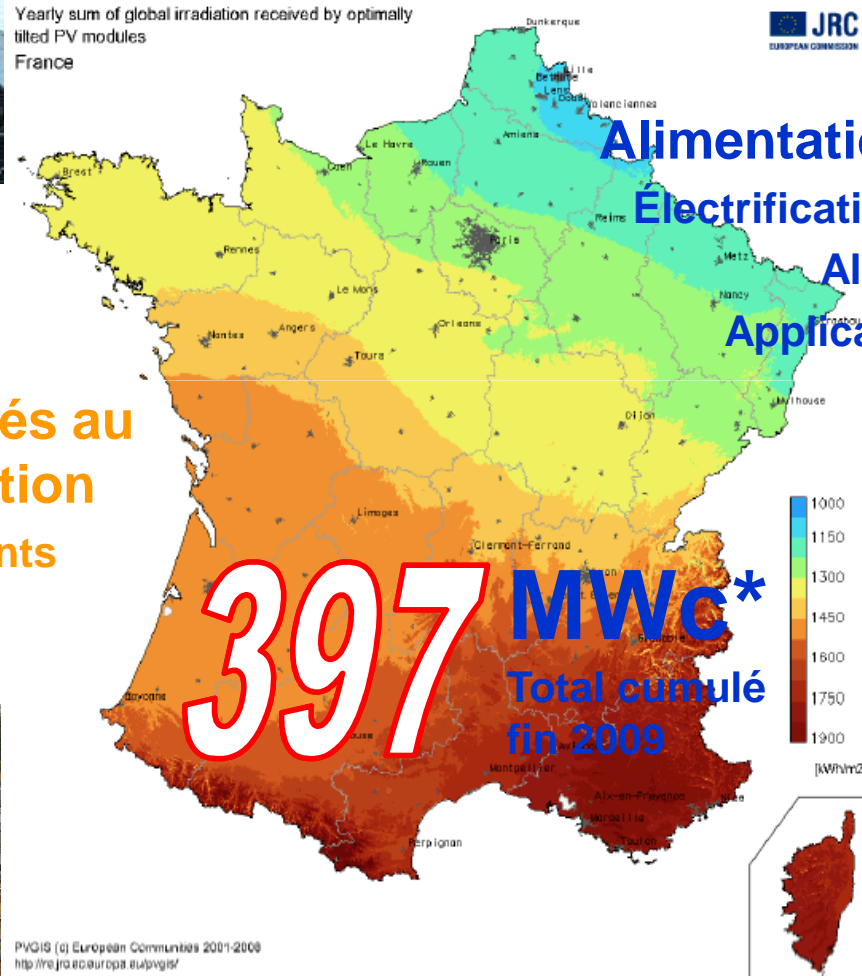 Yearly sum of global irradiation received by optimally
tilted PV modules
France
JRC
EUROPEAN COMMISSION
Dunkerque
Lille
Bethune
Lens
Douai
Valenciennes
Alimentatio
Amiens
Le Havre
Rouen
Caen
Brest
Électrificati
Reims
Paris
Metz
Al
Rennes
Nancy
Le Mans
Applica
Strasbou
Orleans
Nantes
Angers
Tours
Mulhouse
Dijon
és au
tion
nts
Limoges
Clermont-Ferrand
1000
1150
1300
1450
1600
1750
1900
[kWh/m2
397
MWc*
Grenoble
Total cumulé
fin 2009
Bayonne
ouse
Montpellier
Aix-en-Provence
Nice
Marseille
Toulon
Perpignan
PVGIS (c) European Communities 2001-2008
http://re.jrc.ec.europa.eu/pvgis/